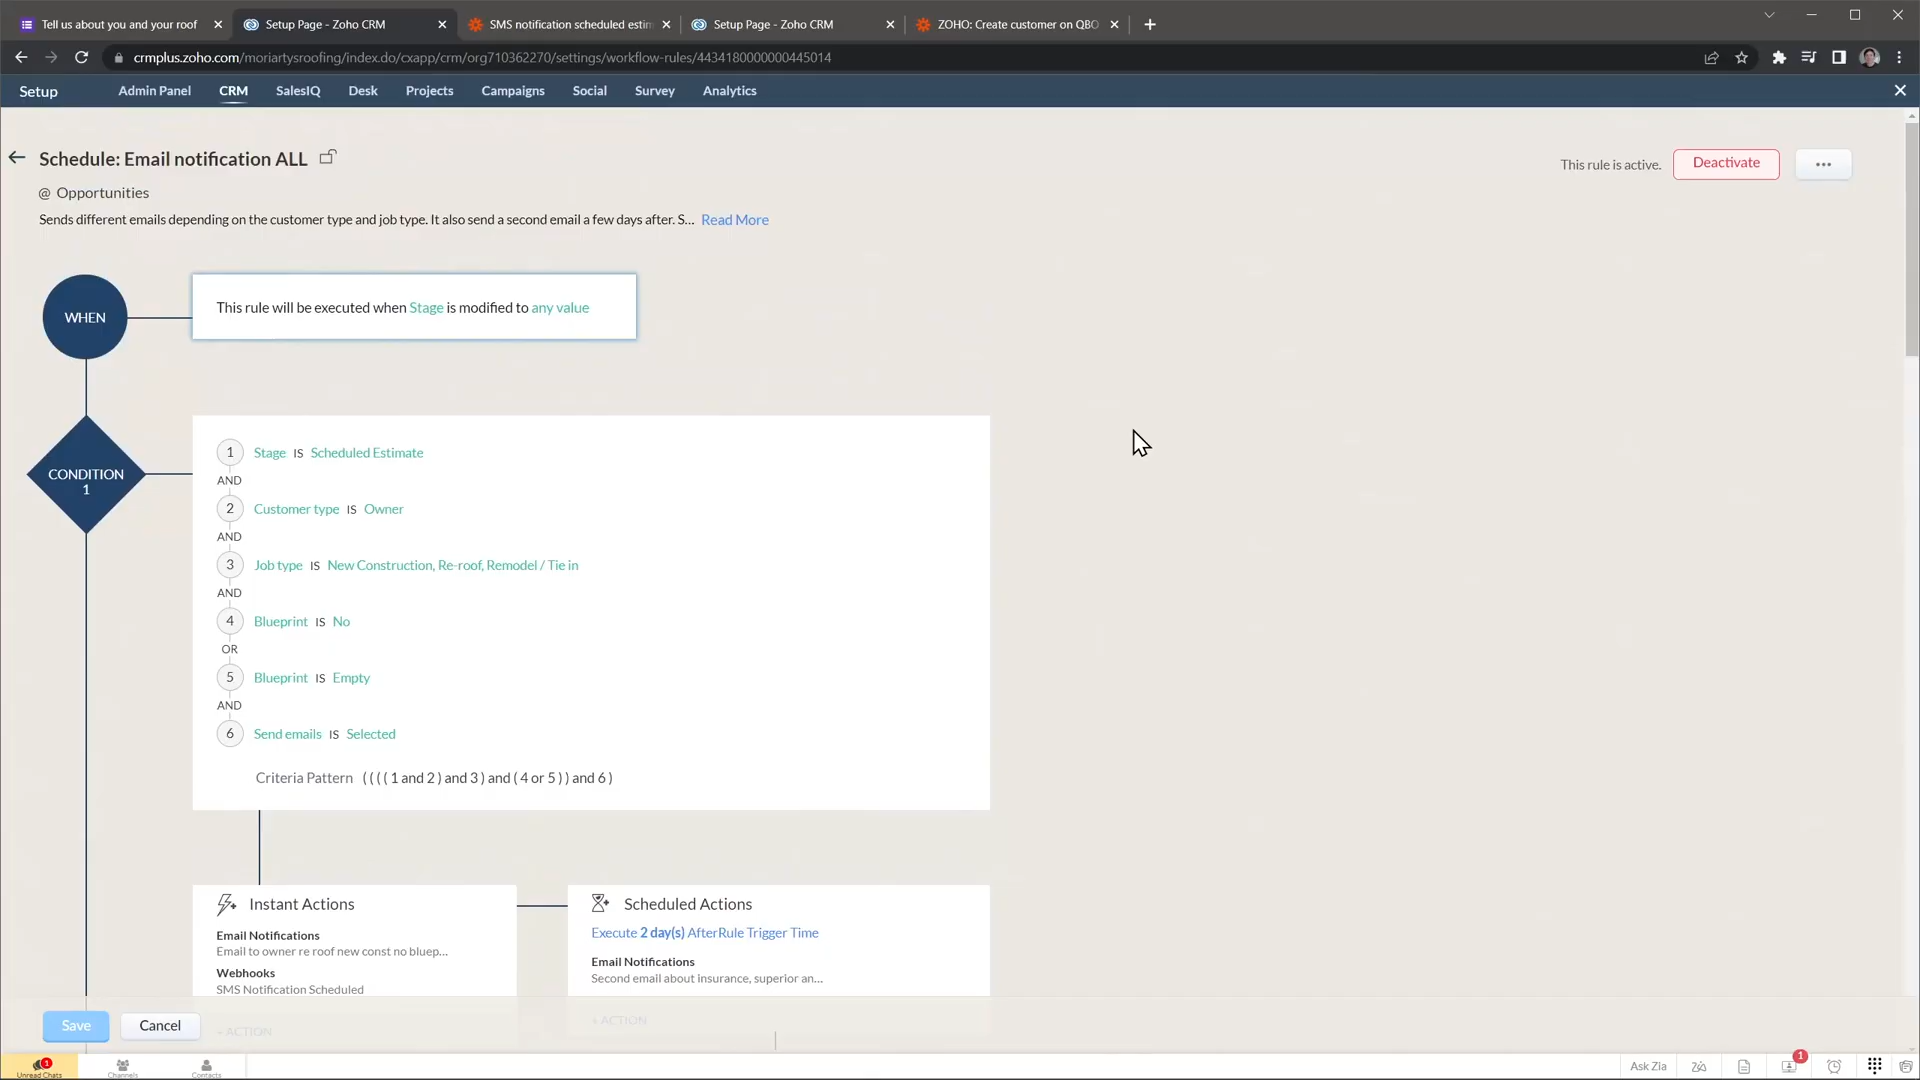 Tell us about you and your roof
Setup Page - Zoho CRM
SMS notification scheduled estim
Setup Page - Zoho CRM
ZOHO: Create customer on QBO
crmplus.zoho.com/moriartysroofing/index.do/cxapp/crm/org710362270/settings/workflow-rules/4434180000000445014
Setup
Admin Panel
CRM
SalesIQ
Desk
Projects
Campaigns
Social
Survey
Analytics
Schedule: Email notification ALL
This rule is active.
Deactivate
@ Opportunities
Sends different emails depending on the customer type and job type. It also send a second email a few days after. S... Read More
WHEN
This rule will be executed when Stage is modified to any value
CONDITION
1
1 Stage IS Scheduled Estimate
AND
2 Customer type IS Owner
AND
3 Job type IS New Construction, Re-roof, Remodel / Tie in
AND
4 Blueprint IS No
OR
5 Blueprint IS Empty
AND
6 Send emails IS Selected
Criteria Pattern ( ( ( ( 1 and 2 ) and 3 ) and ( 4 or 5 ) ) and 6 )
Instant Actions
Email Notifications
Email to owner re roof new const no bluep...
Webhooks
SMS Notification Scheduled
+ ACTION
Scheduled Actions
Execute 2 day(s) AfterRule Trigger Time
Email Notifications
Second email about insurance, superior an...
+ ACTION
Save
Cancel
1
Unread Chats
Channels
Contacts
Ask Zia
1